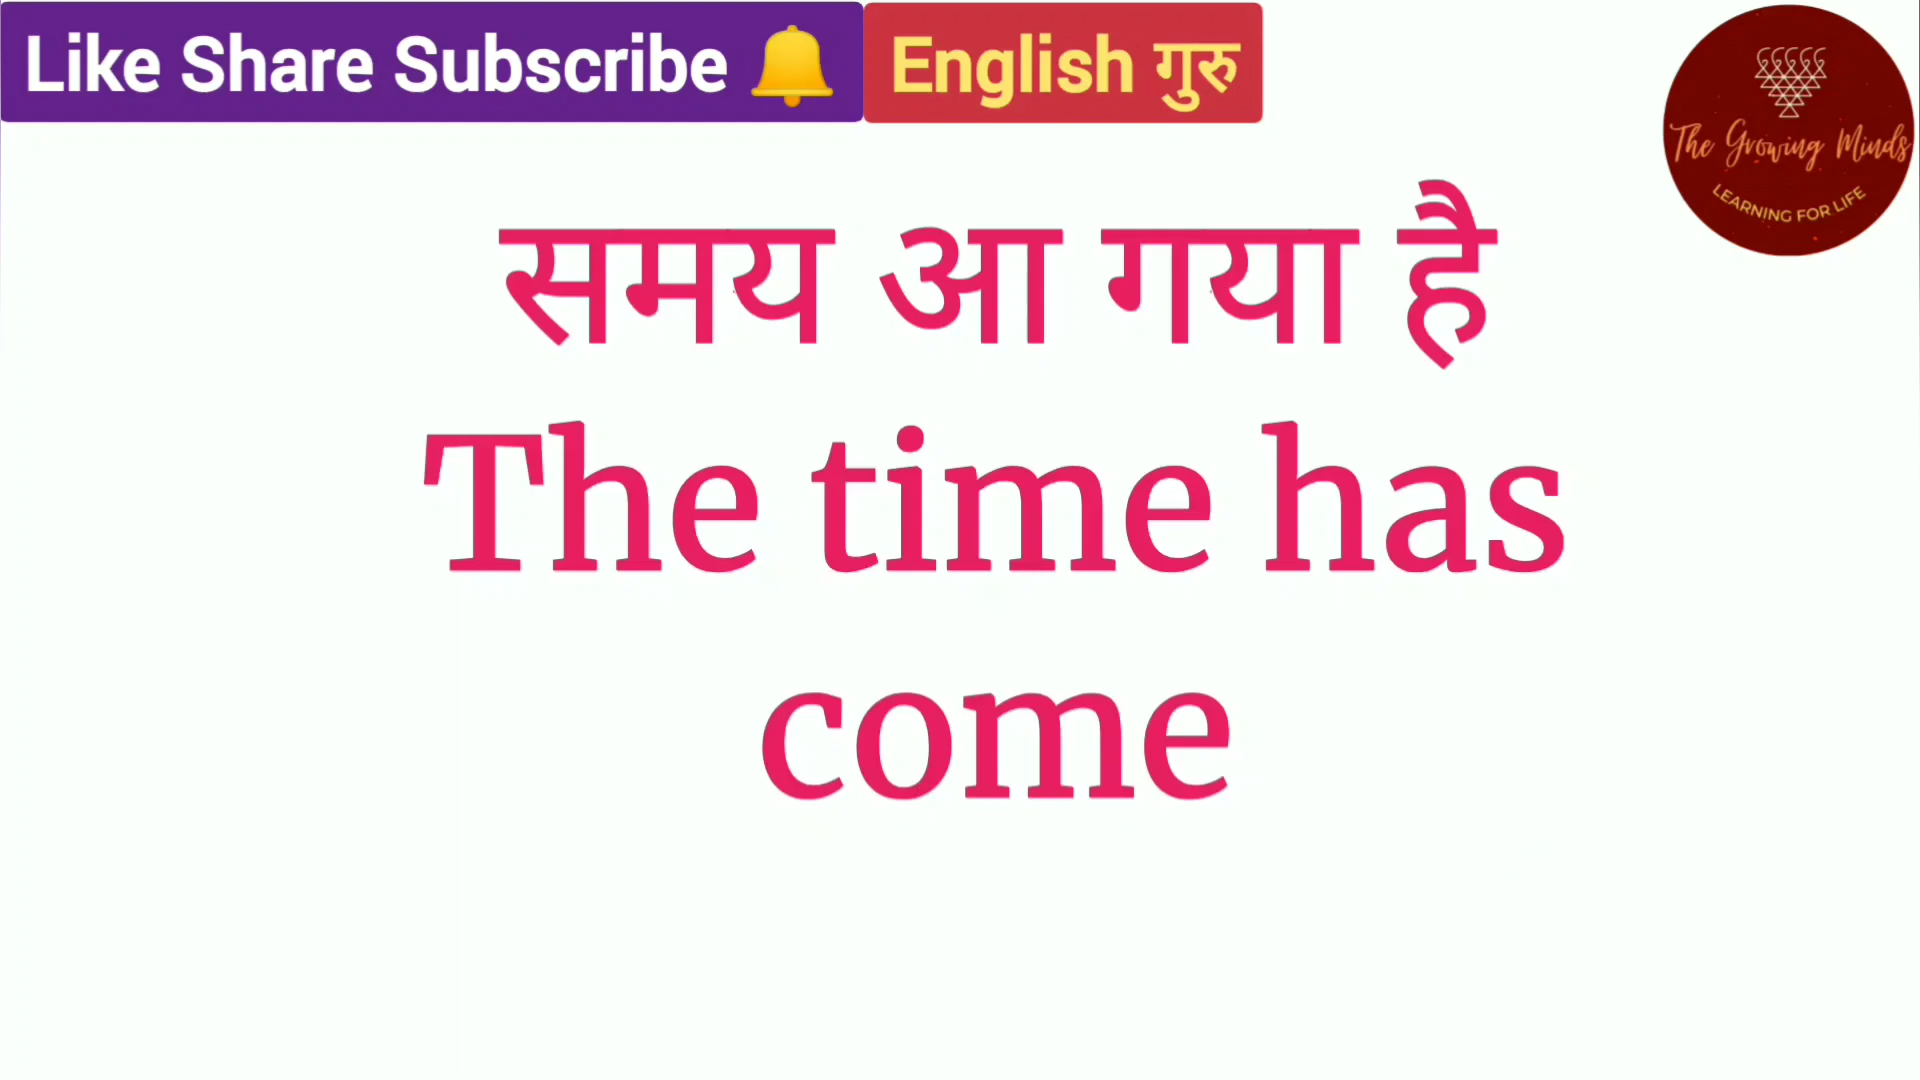 Like Share Subscribe 🔔 English गुरु
The Growing Minds
LEARNING FOR LIFE
समय आ गया है
The time has
come